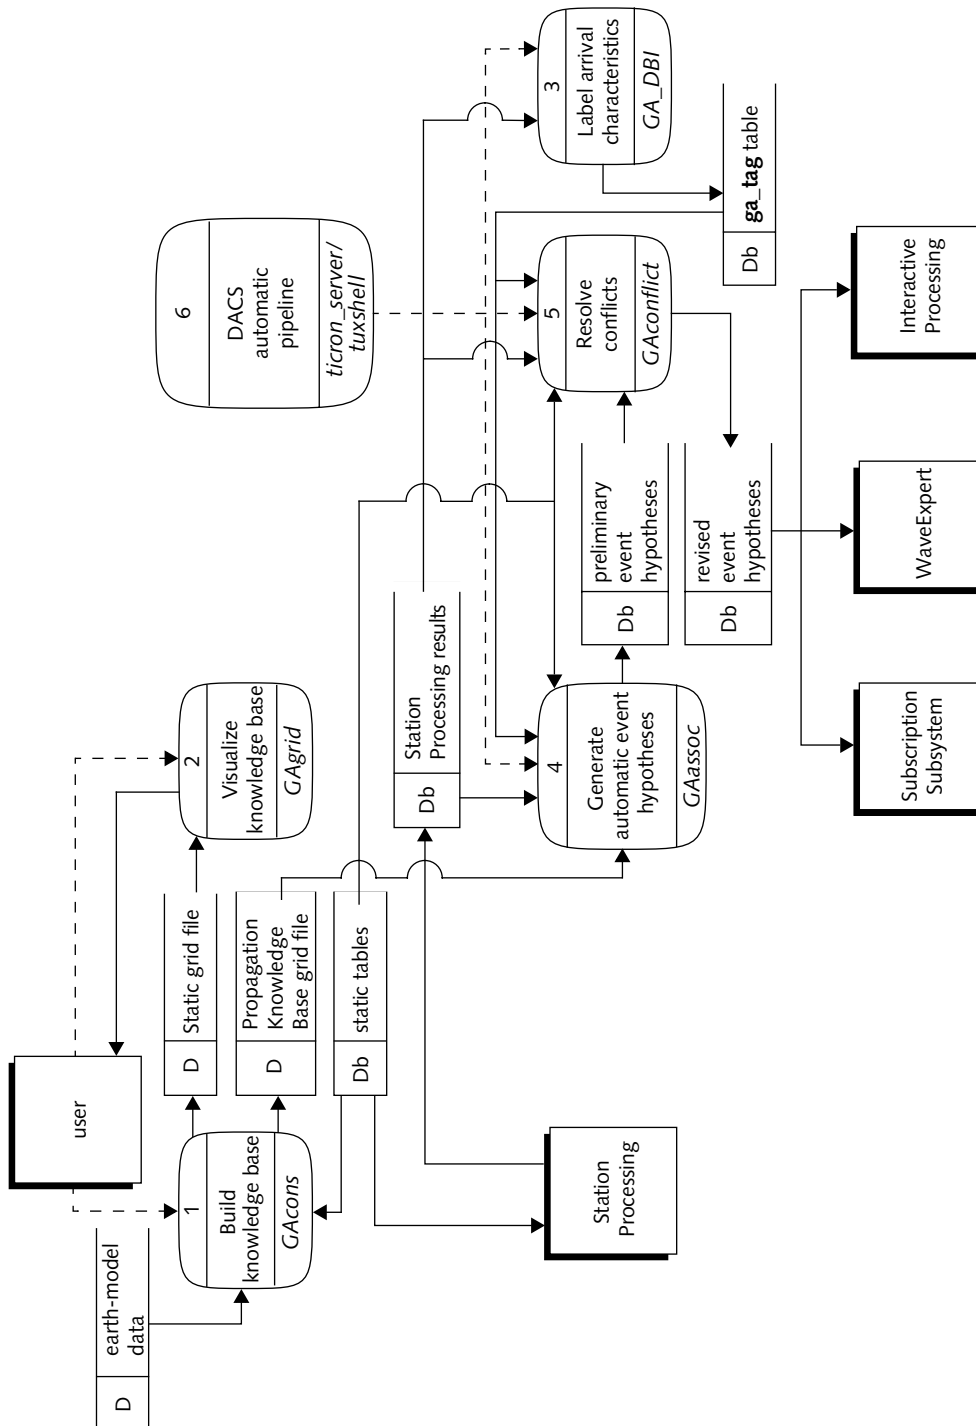 D
earth-model
data
user
1
Build
knowledge base
GAcons
D
Static grid file
D
Propagation
Knowledge
Base grid file
Db
static tables
2
Visualize
knowledge base
GAgrid
6
DACS
automatic
pipeline
ticron_server/
tuxshell
Station
Processing
Db
Station
Processing results
4
Generate
automatic event
hypotheses
GAassoc
Db
preliminary
event
hypotheses
Db
revised
event
hypotheses
5
Resolve
conflicts
GAconflict
3
Label arrival
characteristics
GA_DBI
Db
ga_tag table
Subscription
Subsystem
WaveExpert
Interactive
Processing